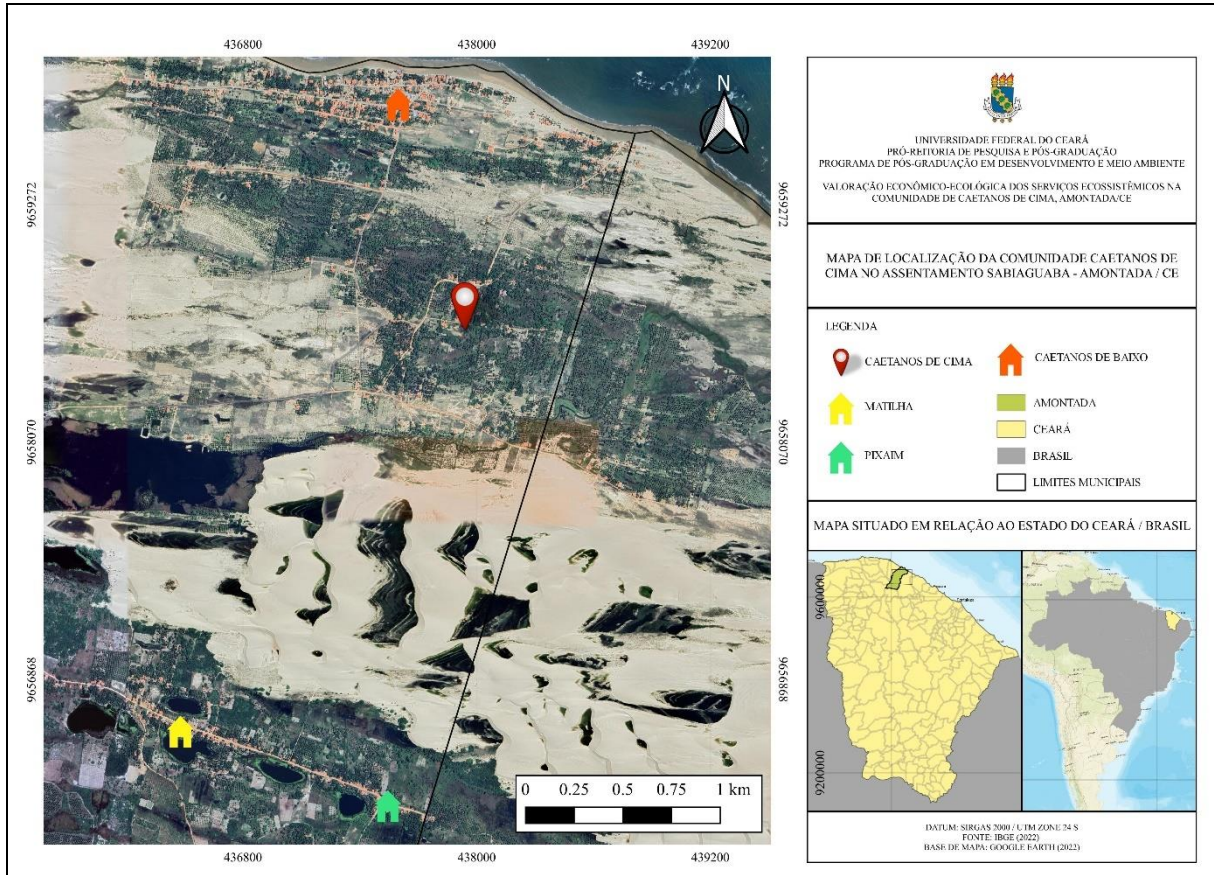 436800
438000
439200
9659272
9659272
9658070
9658070
9656868
9656868
N
0 0.25 0.5 0.75 1 km
436800
438000
439200
UNIVERSIDADE FEDERAL DO CEARÁ
PRÓ-REITORIA DE PESQUISA E PÓS-GRADUAÇÃO
PROGRAMA DE PÓS-GRADUAÇÃO EM DESENVOLVIMENTO E MEIO AMBIENTE
VALORAÇÃO ECONÔMICO-ECOLÓGICA DOS SERVIÇOS ECOSSISTÊMICOS NA
COMUNIDADE DE CAETANOS DE CIMA, AMONTADA/CE
MAPA DE LOCALIZAÇÃO DA COMUNIDADE CAETANOS DE
CIMA NO ASSENTAMENTO SABIAGUABA - AMONTADA / CE
LEGENDA
CAETANOS DE CIMA
CAETANOS DE BAIXO
MATILHA
AMONTADA
CEARÁ
PIXAIM
BRASIL
LIMITES MUNICIPAIS
MAPA SITUADO EM RELAÇÃO AO ESTADO DO CEARÁ / BRASIL
9600000
9200000
DATUM: SIRGAS 2000 / UTM ZONE 24 S
FONTE: IBGE (2022)
BASE DE MAPA: GOOGLE EARTH (2022)